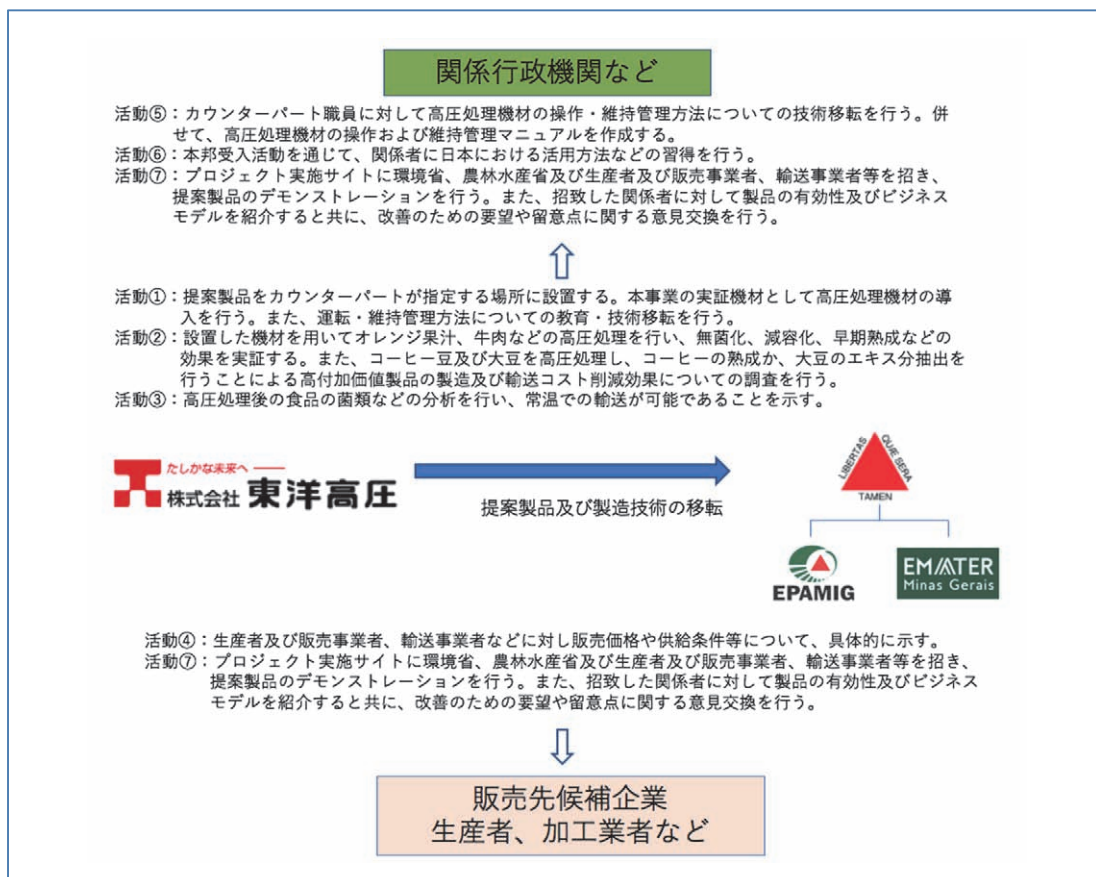 関係行政機関など
活動⑤：カウンターパート職員に対して高圧処理機材の操作・維持管理方法についての技術移転を行う。併
せて、高圧処理機材の操作および維持管理マニュアルを作成する。
活動⑥：本邦受入活動を通じて、関係者に日本における活用方法などの習得を行う。
活動⑦：プロジェクト実施サイトに環境省、農林水産省及び生産者及び販売事業者、輸送事業者等を招き、
提案製品のデモンストレーションを行う。また、招致した関係者に対して製品の有効性及びビジネス
モデルを紹介すると共に、改善のための要望や留意点に関する意見交換を行う。
活動①：提案製品をカウンターパートが指定する場所に設置する。本事業の実証機材として高圧処理機材の導
入を行う。また、運転・維持管理方法についての教育・技術移転を行う。
活動②：設置した機材を用いてオレンジ果汁、牛肉などの高圧処理を行い、無菌化、減容化、早期熟成などの
効果を実証する。また、コーヒー豆及び大豆を高圧処理し、コーヒーの熟成か、大豆のエキス分抽出を
行うことによる高付加価値製品の製造及び輸送コスト削減効果についての調査を行う。
活動③：高圧処理後の食品の菌類などの分析を行い、常温での輸送が可能であることを示す。
たしかな未来へ
株式会社 東洋高圧
提案製品及び製造技術の移転
LIBERTAS
QUÆ SERA
TAMEN
EPAMIG
EMATER
Minas Gerais
活動④：生産者及び販売事業者、輸送事業者などに対し販売価格や供給条件等について、具体的に示す。
活動⑦：プロジェクト実施サイトに環境省、農林水産省及び生産者及び販売事業者、輸送事業者等を招き、
提案製品のデモンストレーションを行う。また、招致した関係者に対して製品の有効性及びビジネス
モデルを紹介すると共に、改善のための要望や留意点に関する意見交換を行う。
販売先候補企業
生産者、加工業者など